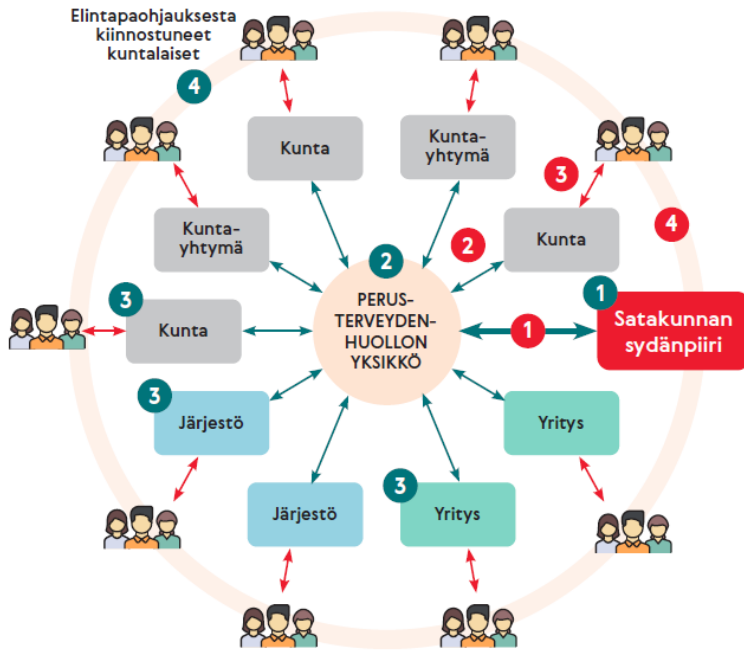 Elintapaohjauksesta
kiinnostuneet
kuntalaiset
4
Kunta
Kunta-
yhtymä
3
4
Kunta-
yhtymä
2
Kunta
2
PERUS-
TERVEYDEN-
HUOLLON
YKSIKKÖ
3
Kunta
1
1
Satakunnan
sydänpiiri
3
Järjestö
Yritys
Järjestö
3
Yritys